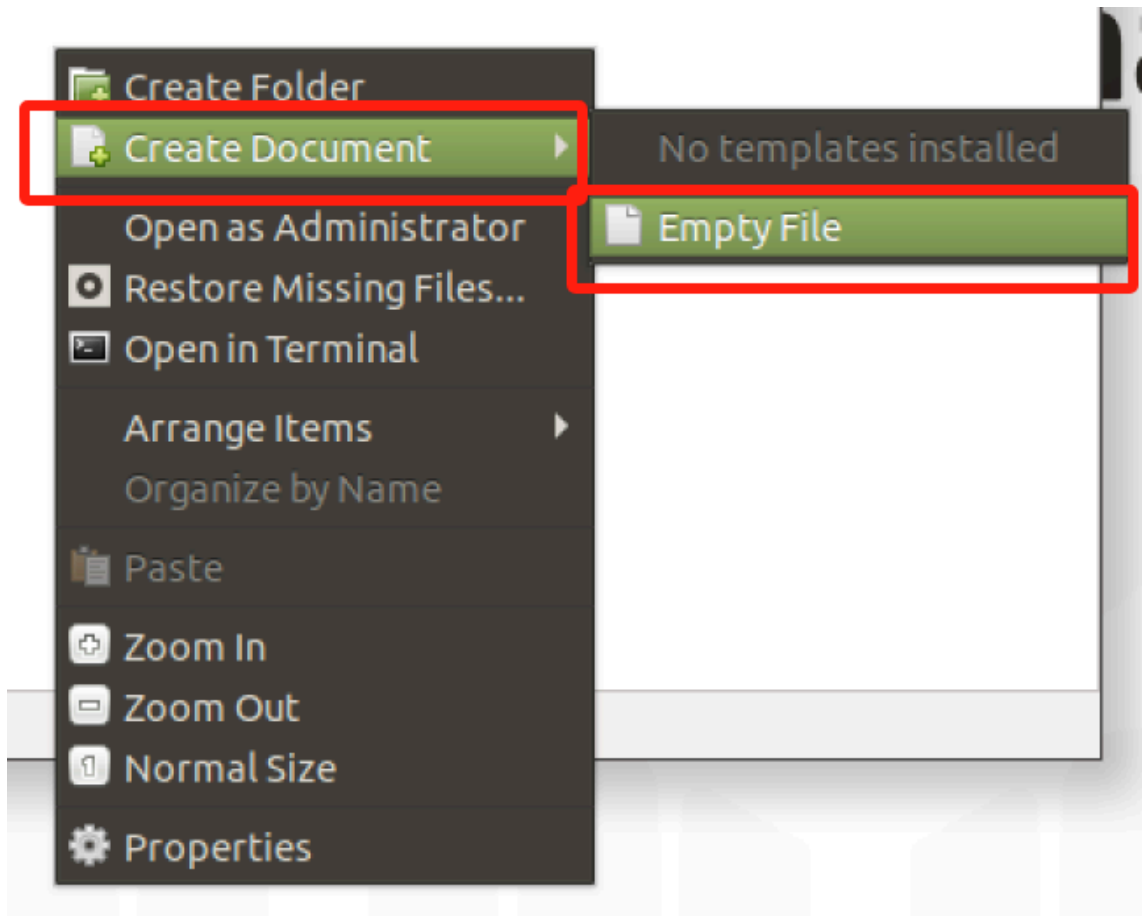 Create Folder
Create Document
No templates installed
Empty File
Open as Administrator
Restore Missing Files...
Open in Terminal
Arrange Items
Organize by Name
Paste
Zoom In
Zoom Out
Normal Size
Properties